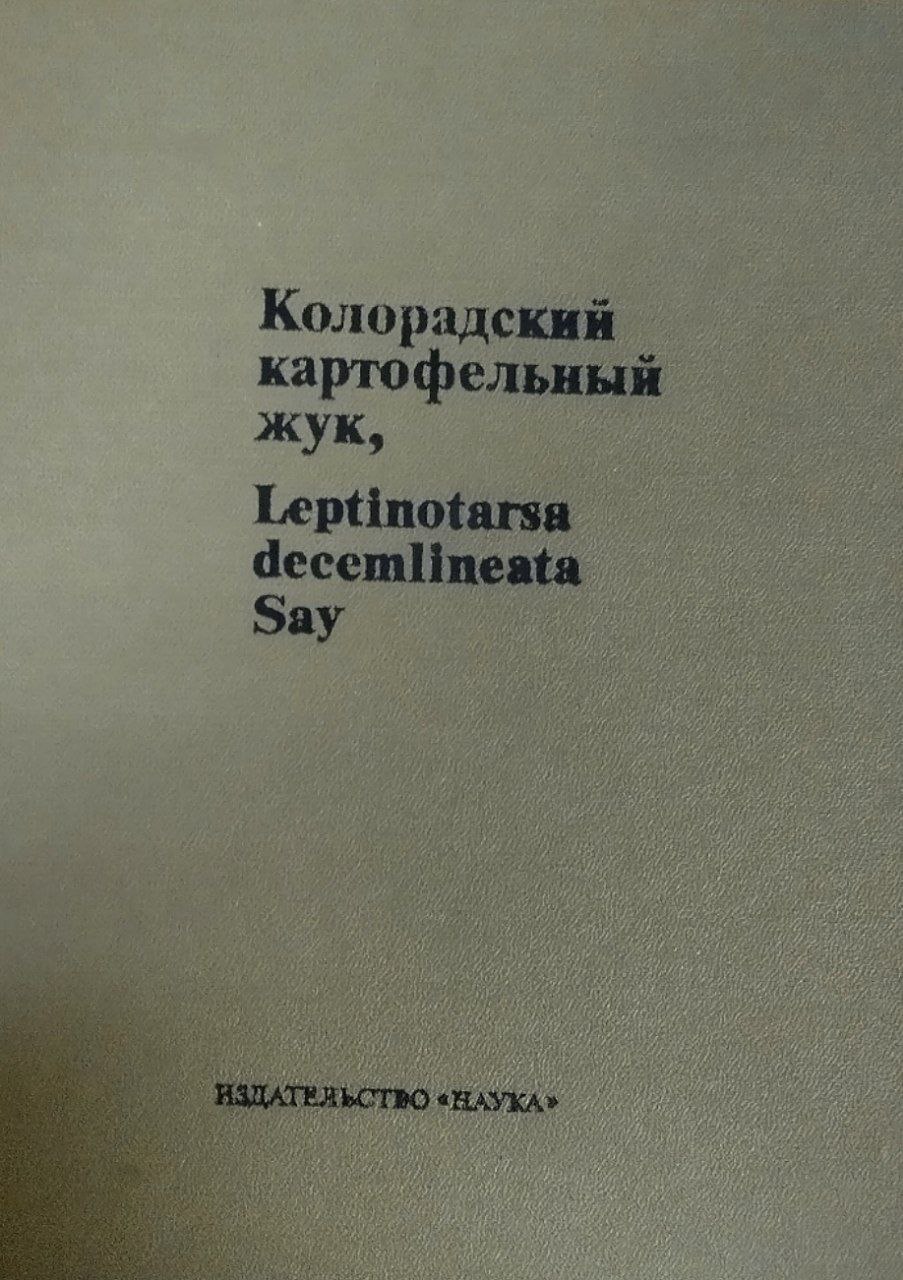 Колорадский
картофельный
жук,
Leptinotarsa
decemlineata
Say
ИЗДАТЕЛЬСТВО «НАУКА»